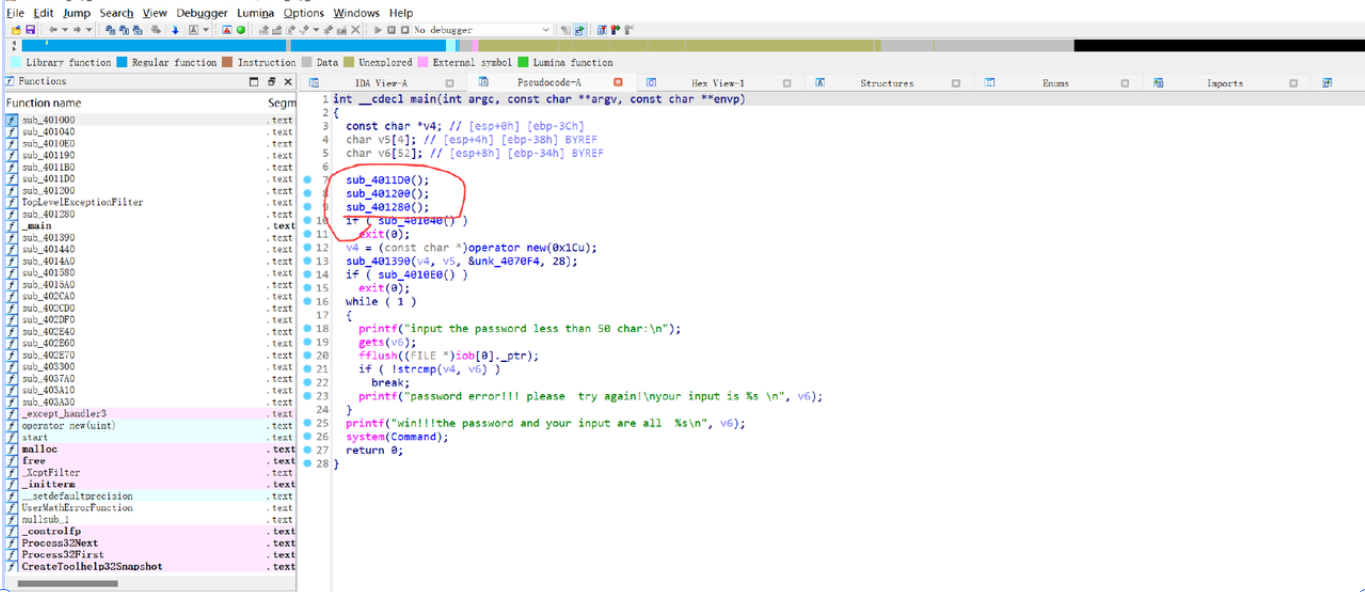 File Edit Jump Search View Debugger Lumina Options Windows Help
No debugger
Library function Regular function Instruction Data Unexplored External symbol Lumina function
Functions
IDA View-A Pseudocode-A Hex View-1 Structures Enums Imports
Function name Segm
sub_401000 .text
sub_401040 .text
sub_4010E0 .text
sub_401190 .text
sub_4011B0 .text
sub_4011D0 .text
sub_401200 .text
TopLevelExceptionFilter .text
sub_401280 .text
_main .text
sub_401390 .text
sub_401440 .text
sub_4014A0 .text
sub_401580 .text
sub_4015A0 .text
sub_402CA0 .text
sub_402CD0 .text
sub_402DF0 .text
sub_402E40 .text
sub_402E60 .text
sub_402E70 .text
sub_403300 .text
sub_4037A0 .text
sub_403A10 .text
sub_403A30 .text
_except_handler3 .text
operator new(uint) .text
start .text
malloc .text
free .text
_XcptFilter .text
_initterm .text
__setdefaultprecision .text
UserMathErrorFunction .text
nullsub_1 .text
_controlfp .text
Process32Next .text
Process32First .text
CreateToolhelp32Snapshot .text
1 int __cdecl main(int argc, const char **argv, const char **envp)
2 {
3 const char *v4; // [esp+0h] [ebp-3Ch]
4 char v5[4]; // [esp+4h] [ebp-38h] BYREF
5 char v6[52]; // [esp+8h] [ebp-34h] BYREF
6
7 sub_4011D0();
8 sub_401200();
9 sub_401280();
10 if ( sub_401040() )
11 exit(0);
12 v4 = (const char *)operator new(0x1Cu);
13 sub_401390(v4, v5, &unk_4070F4, 28);
14 if ( sub_4010E0() )
15 exit(0);
16 while ( 1 )
17 {
18 printf("input the password less than 50 char:\n");
19 gets(v6);
20 fflush((FILE *)iob[0]._ptr);
21 if ( !strcmp(v4, v6) )
22 break;
23 printf("password error!!! please  try again!\nyour input is %s \n", v6);
24 }
25 printf("win!!!the password and your input are all  %s\n", v6);
26 system(Command);
27 return 0;
28 }